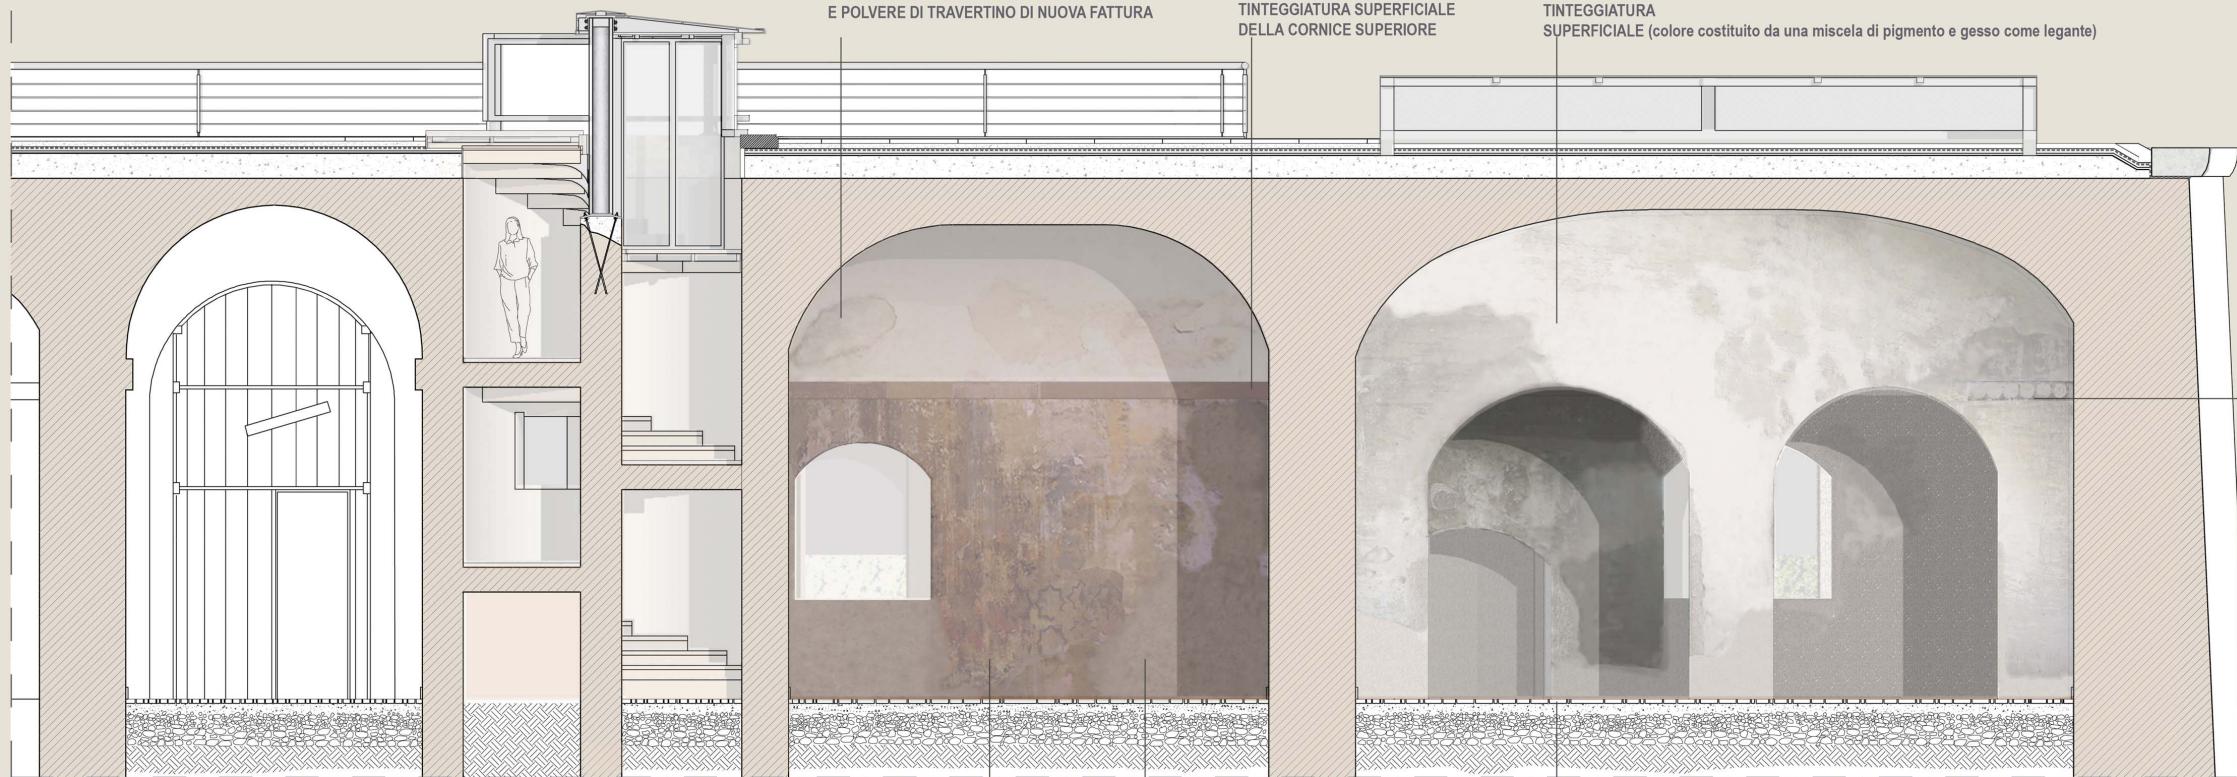 E POLVERE DI TRAVERTINO DI NUOVA FATTURA
TINTEGGIATURA SUPERFICIALE
DELLA CORNICE SUPERIORE
TINTEGGIATURA
SUPERFICIALE (colore costituito da una miscela di pigmento e gesso come legante)